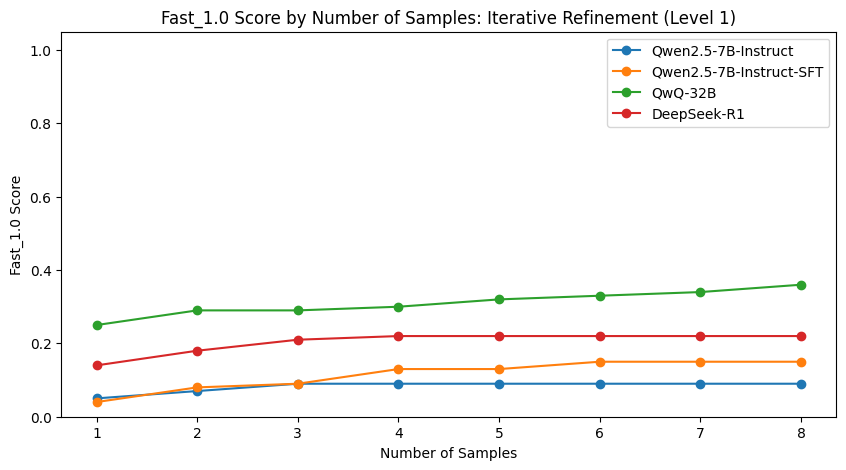 Fast_1.0 Score by Number of Samples: Iterative Refinement (Level 1)
Qwen2.5-7B-Instruct
Qwen2.5-7B-Instruct-SFT
QwQ-32B
DeepSeek-R1
Fast_1.0 Score
1.0
0.8
0.6
0.4
0.2
0.0
1 2 3 4 5 6 7 8
Number of Samples